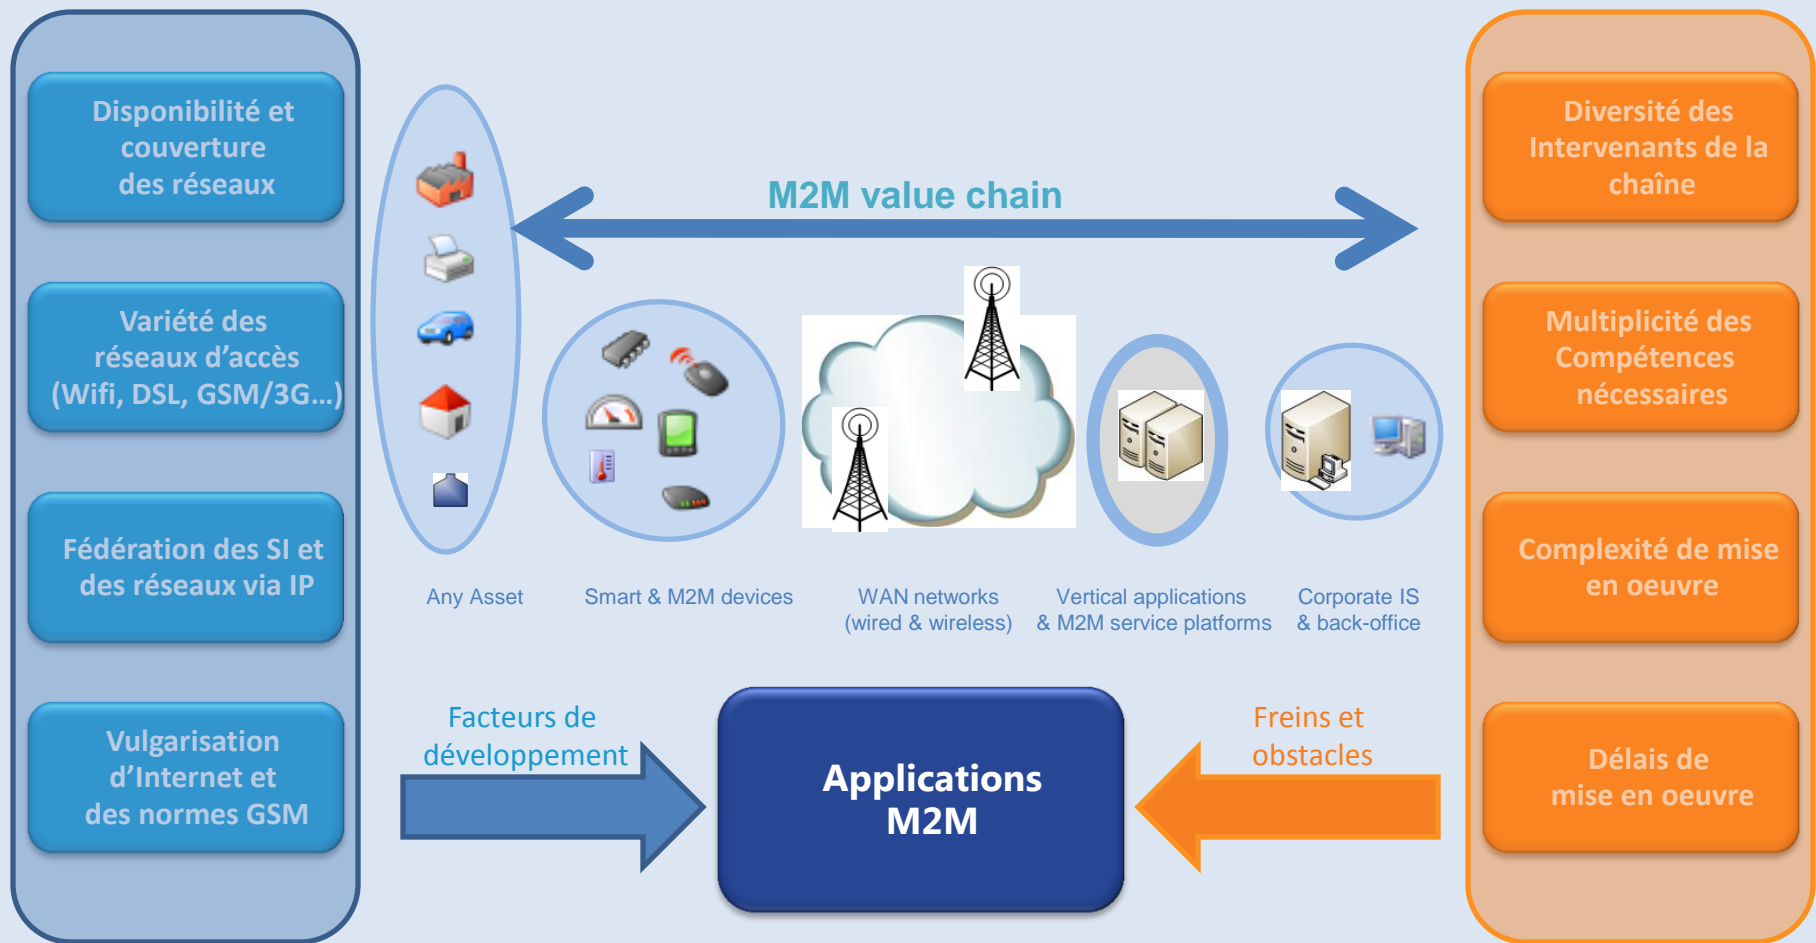 Disponibilité et
couverture
des réseaux
Variété des
réseaux d’accès
(Wifi, DSL, GSM/3G…)
Fédération des SI et
des réseaux via IP
Vulgarisation
d’Internet et
des normes GSM
M2M value chain
Any Asset
Smart & M2M devices
WAN networks
(wired & wireless)
Vertical applications
& M2M service platforms
Corporate IS
& back-office
Facteurs de
développement
Applications
M2M
Freins et
obstacles
Diversité des
Intervenants de la
chaîne
Multiplicité des
Compétences
nécessaires
Complexité de mise
en oeuvre
Délais de
mise en oeuvre